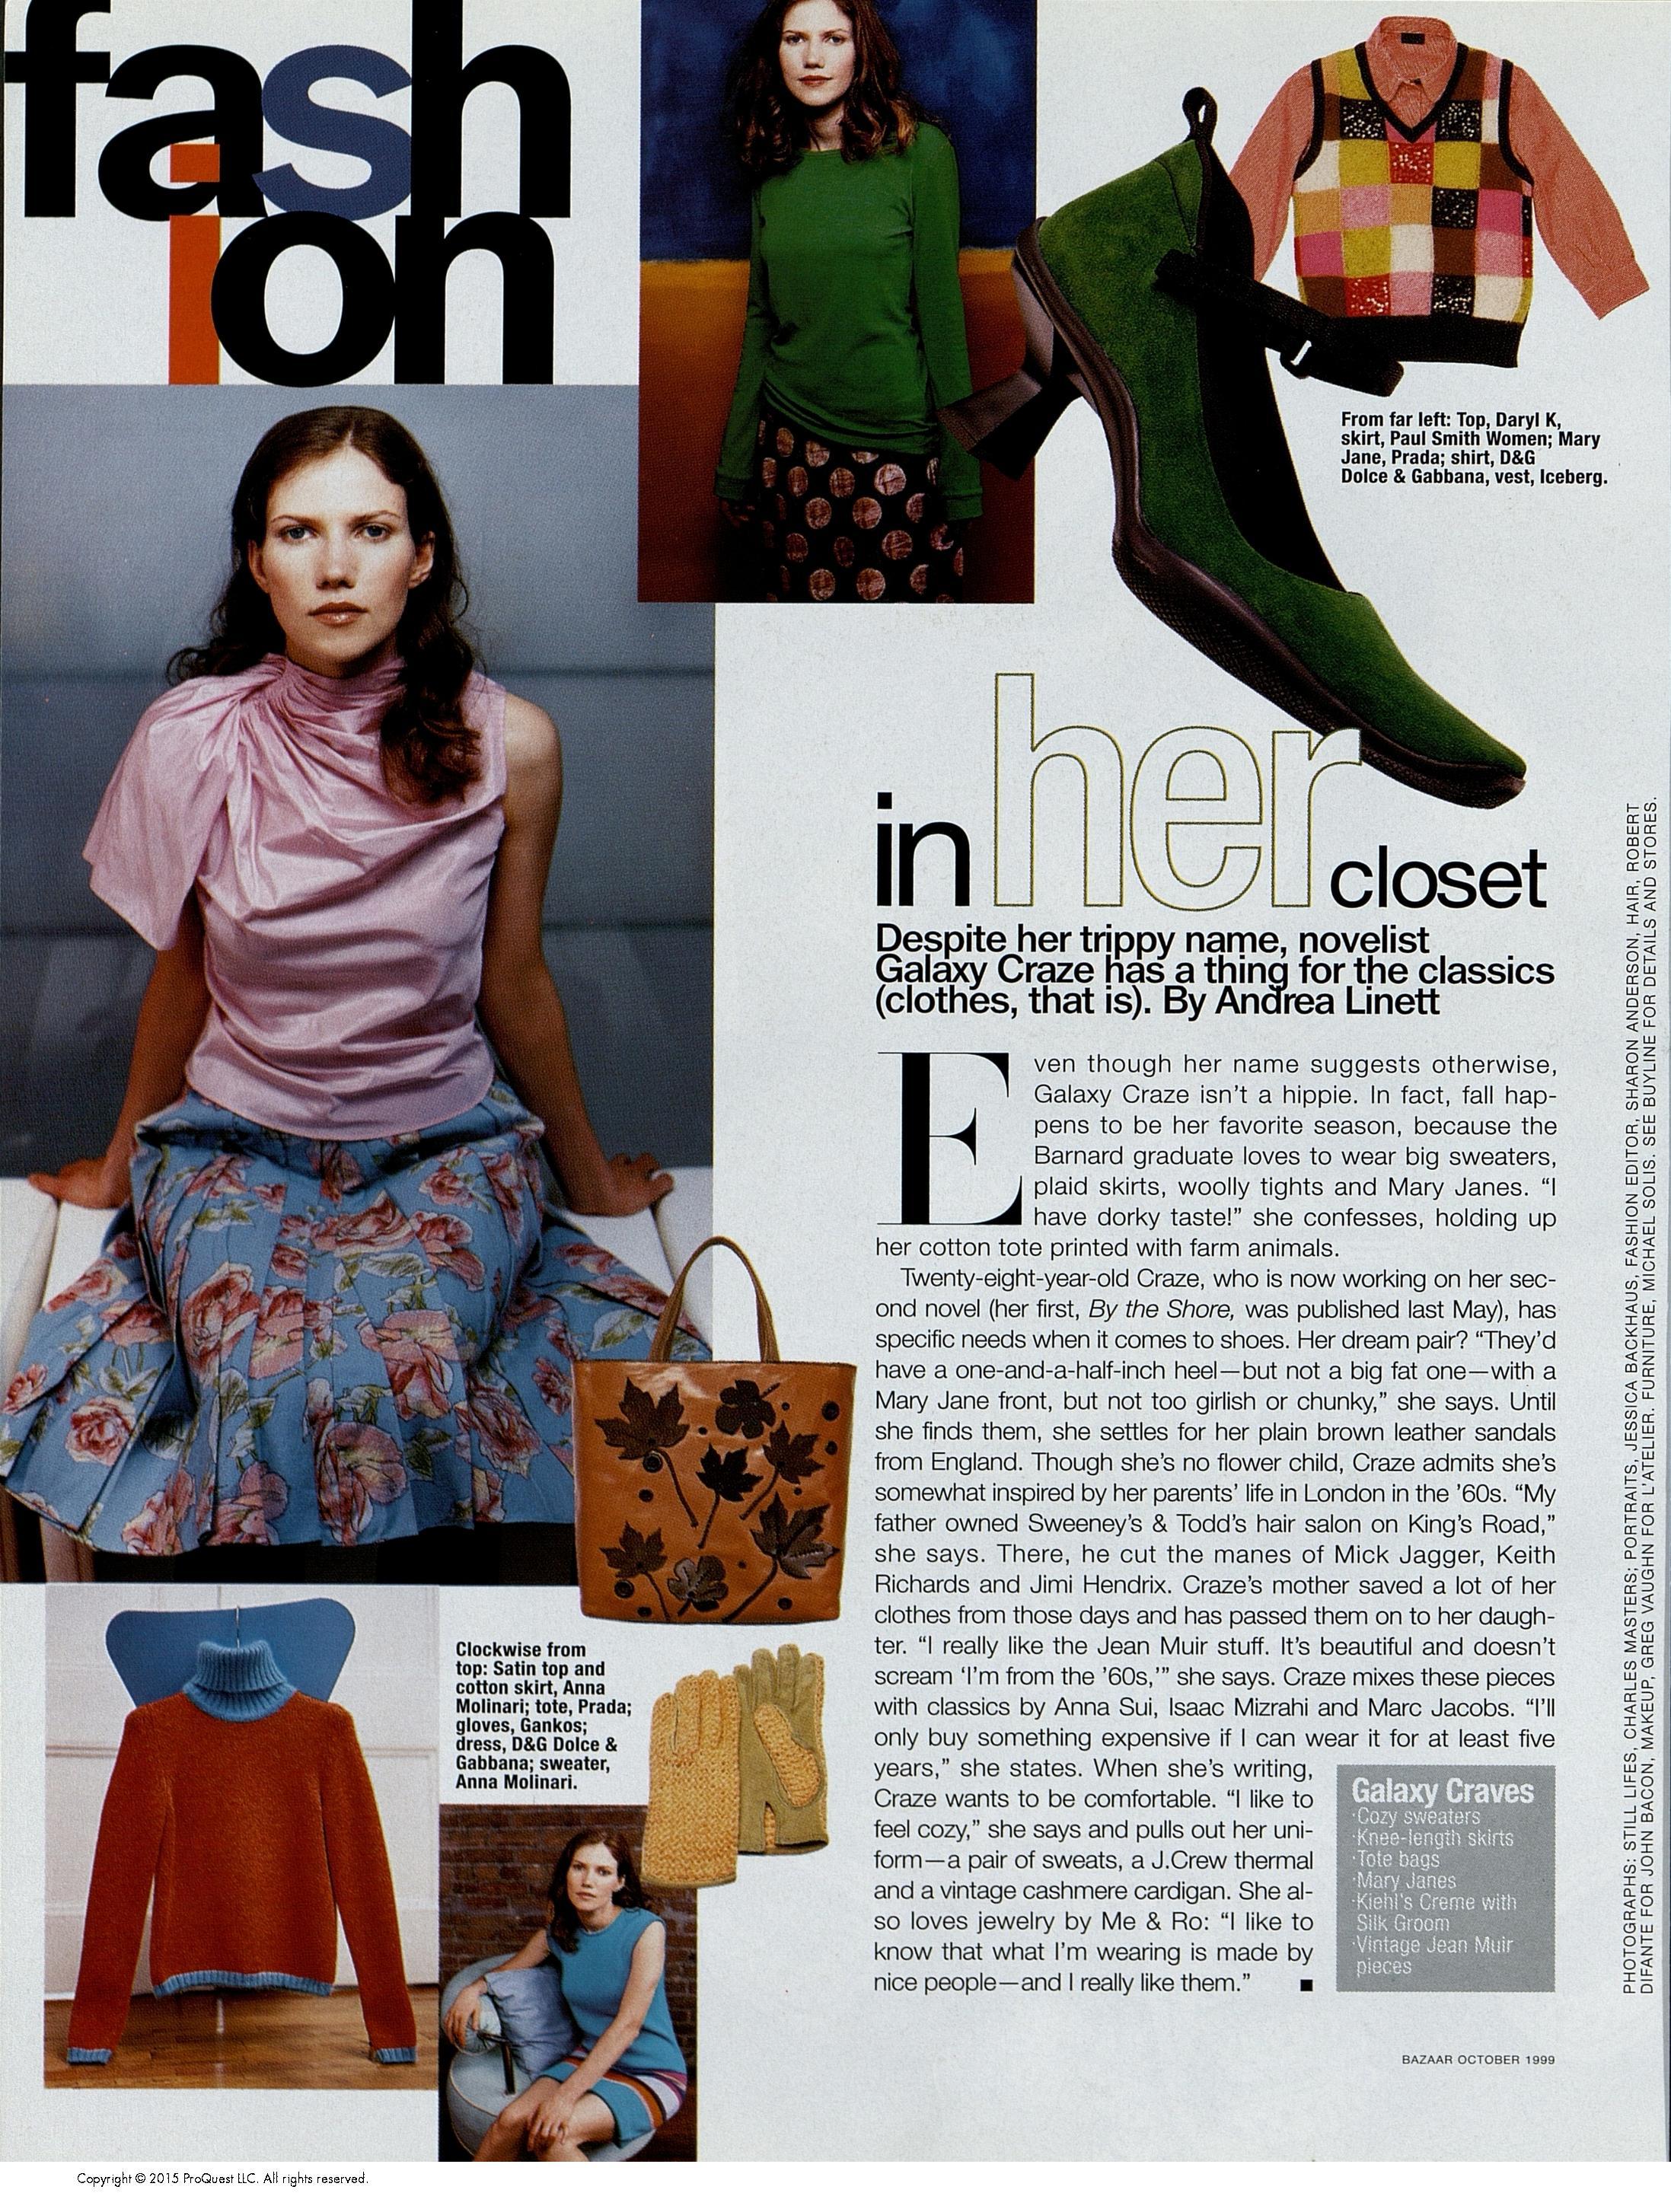 fash
ion
From far left: Top, Daryl K,
skirt, Paul Smith Women; Mary
Jane, Prada; shirt, D&G
Dolce & Gabbana, vest, Iceberg.
in her closet
Despite her trippy name, novelist
Galaxy Craze has a thing for the classics
(clothes, that is). By Andrea Linett
Even though her name suggests otherwise,
Galaxy Craze isn't a hippie. In fact, fall hap-
pens to be her favorite season, because the
Barnard graduate loves to wear big sweaters,
plaid skirts, woolly tights and Mary Janes. “I
have dorky taste!” she confesses, holding up
her cotton tote printed with farm animals.
Twenty-eight-year-old Craze, who is now working on her sec-
ond novel (her first, By the Shore, was published last May), has
specific needs when it comes to shoes. Her dream pair? “They'd
have a one-and-a-half-inch heel—but not a big fat one—with a
Mary Jane front, but not too girlish or chunky,” she says. Until
she finds them, she settles for her plain brown leather sandals
from England. Though she's no flower child, Craze admits she's
somewhat inspired by her parents' life in London in the '60s. “My
father owned Sweeney's & Todd's hair salon on King's Road,”
she says. There, he cut the manes of Mick Jagger, Keith
Richards and Jimi Hendrix. Craze's mother saved a lot of her
clothes from those days and has passed them on to her daugh-
ter. “I really like the Jean Muir stuff. It's beautiful and doesn't
scream ‘I'm from the '60s,’” she says. Craze mixes these pieces
with classics by Anna Sui, Isaac Mizrahi and Marc Jacobs. “I'll
only buy something expensive if I can wear it for at least five
years,” she states. When she's writing,
Craze wants to be comfortable. “I like to
feel cozy,” she says and pulls out her uni-
form—a pair of sweats, a J.Crew thermal
and a vintage cashmere cardigan. She al-
so loves jewelry by Me & Ro: “I like to
know that what I'm wearing is made by
nice people—and I really like them.” ■
Galaxy Craves
·Cozy sweaters
·Knee-length skirts
·Tote bags
·Mary Janes
·Kiehl's Creme with
Silk Groom
·Vintage Jean Muir
pieces
Clockwise from
top: Satin top and
cotton skirt, Anna
Molinari; tote, Prada;
gloves, Gankos;
dress, D&G Dolce &
Gabbana; sweater,
Anna Molinari.
PHOTOGRAPHS: STILL LIFES, CHARLES MASTERS; PORTRAITS, JESSICA BACKHAUS, FASHION EDITOR, SHARON ANDERSON, HAIR, ROBERT
DIFANTE FOR JOHN BACON, MAKEUP, GREG VAUGHN FOR L'ATELIER. FURNITURE, MICHAEL SOLIS. SEE BUYLINE FOR DETAILS AND STORES.
BAZAAR OCTOBER 1999
Copyright © 2015 ProQuest LLC. All rights reserved.